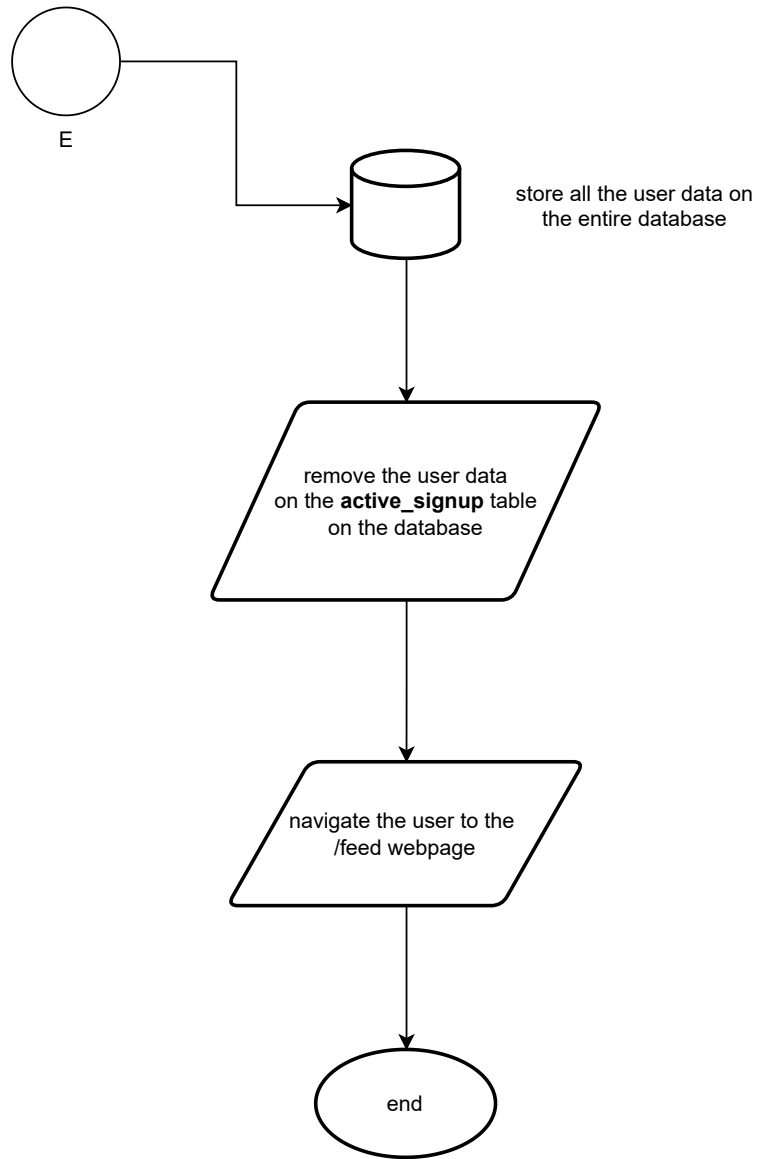 E
store all the user data on
the entire database
remove the user data
on the active_signup table
on the database
navigate the user to the
/feed webpage
end